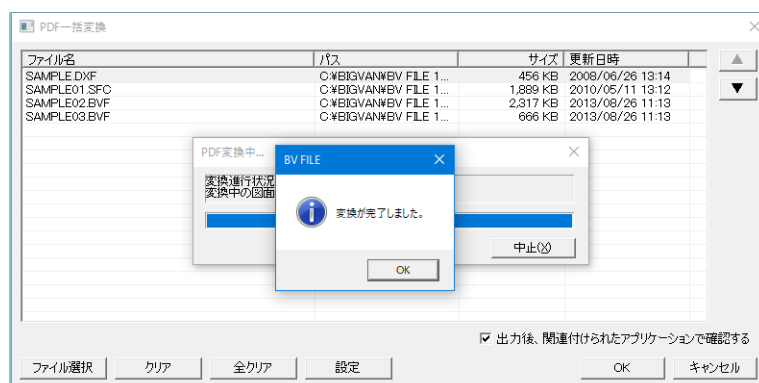 PDF一括変換
ファイル名 パス サイズ 更新日時
SAMPLE.DXF C:¥BIGVAN¥BV FILE 1... 456 KB 2008/06/26 13:14
SAMPLE01.SFC C:¥BIGVAN¥BV FILE 1... 1,889 KB 2010/05/11 13:12
SAMPLE02.BVF C:¥BIGVAN¥BV FILE 1... 2,317 KB 2013/08/26 11:13
SAMPLE03.BVF C:¥BIGVAN¥BV FILE 1... 666 KB 2013/08/26 11:13
PDF変換中...
変換進行状況
変換中の図面
中止(X)
BV FILE
変換が完了しました。
OK
出力後、関連付けられたアプリケーションで確認する
ファイル選択 クリア 全クリア 設定 OK キャンセル